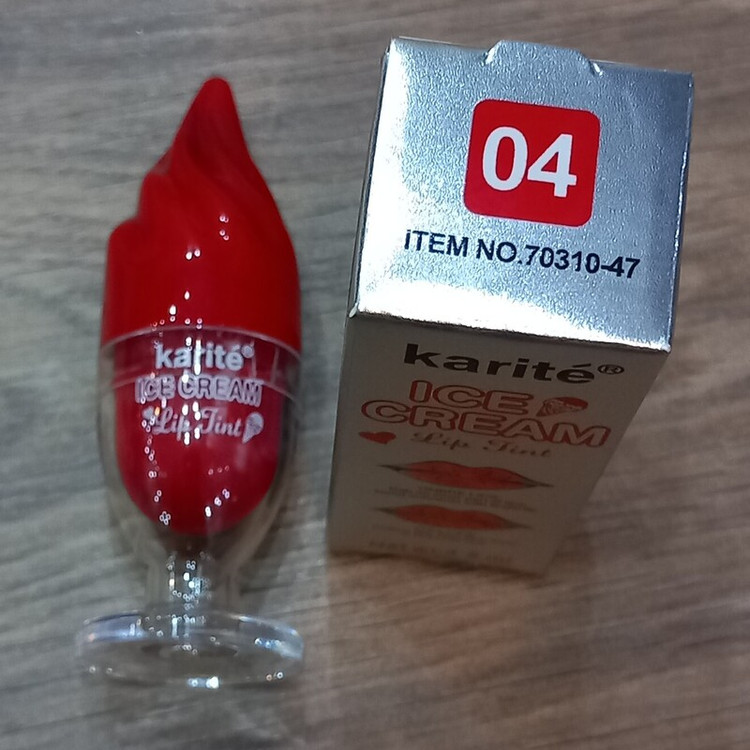 karité®
ICE CREAM
Lip Tint
04
iTEM NO.70310-47
karité®
ICE
CREAM
Lip Tint